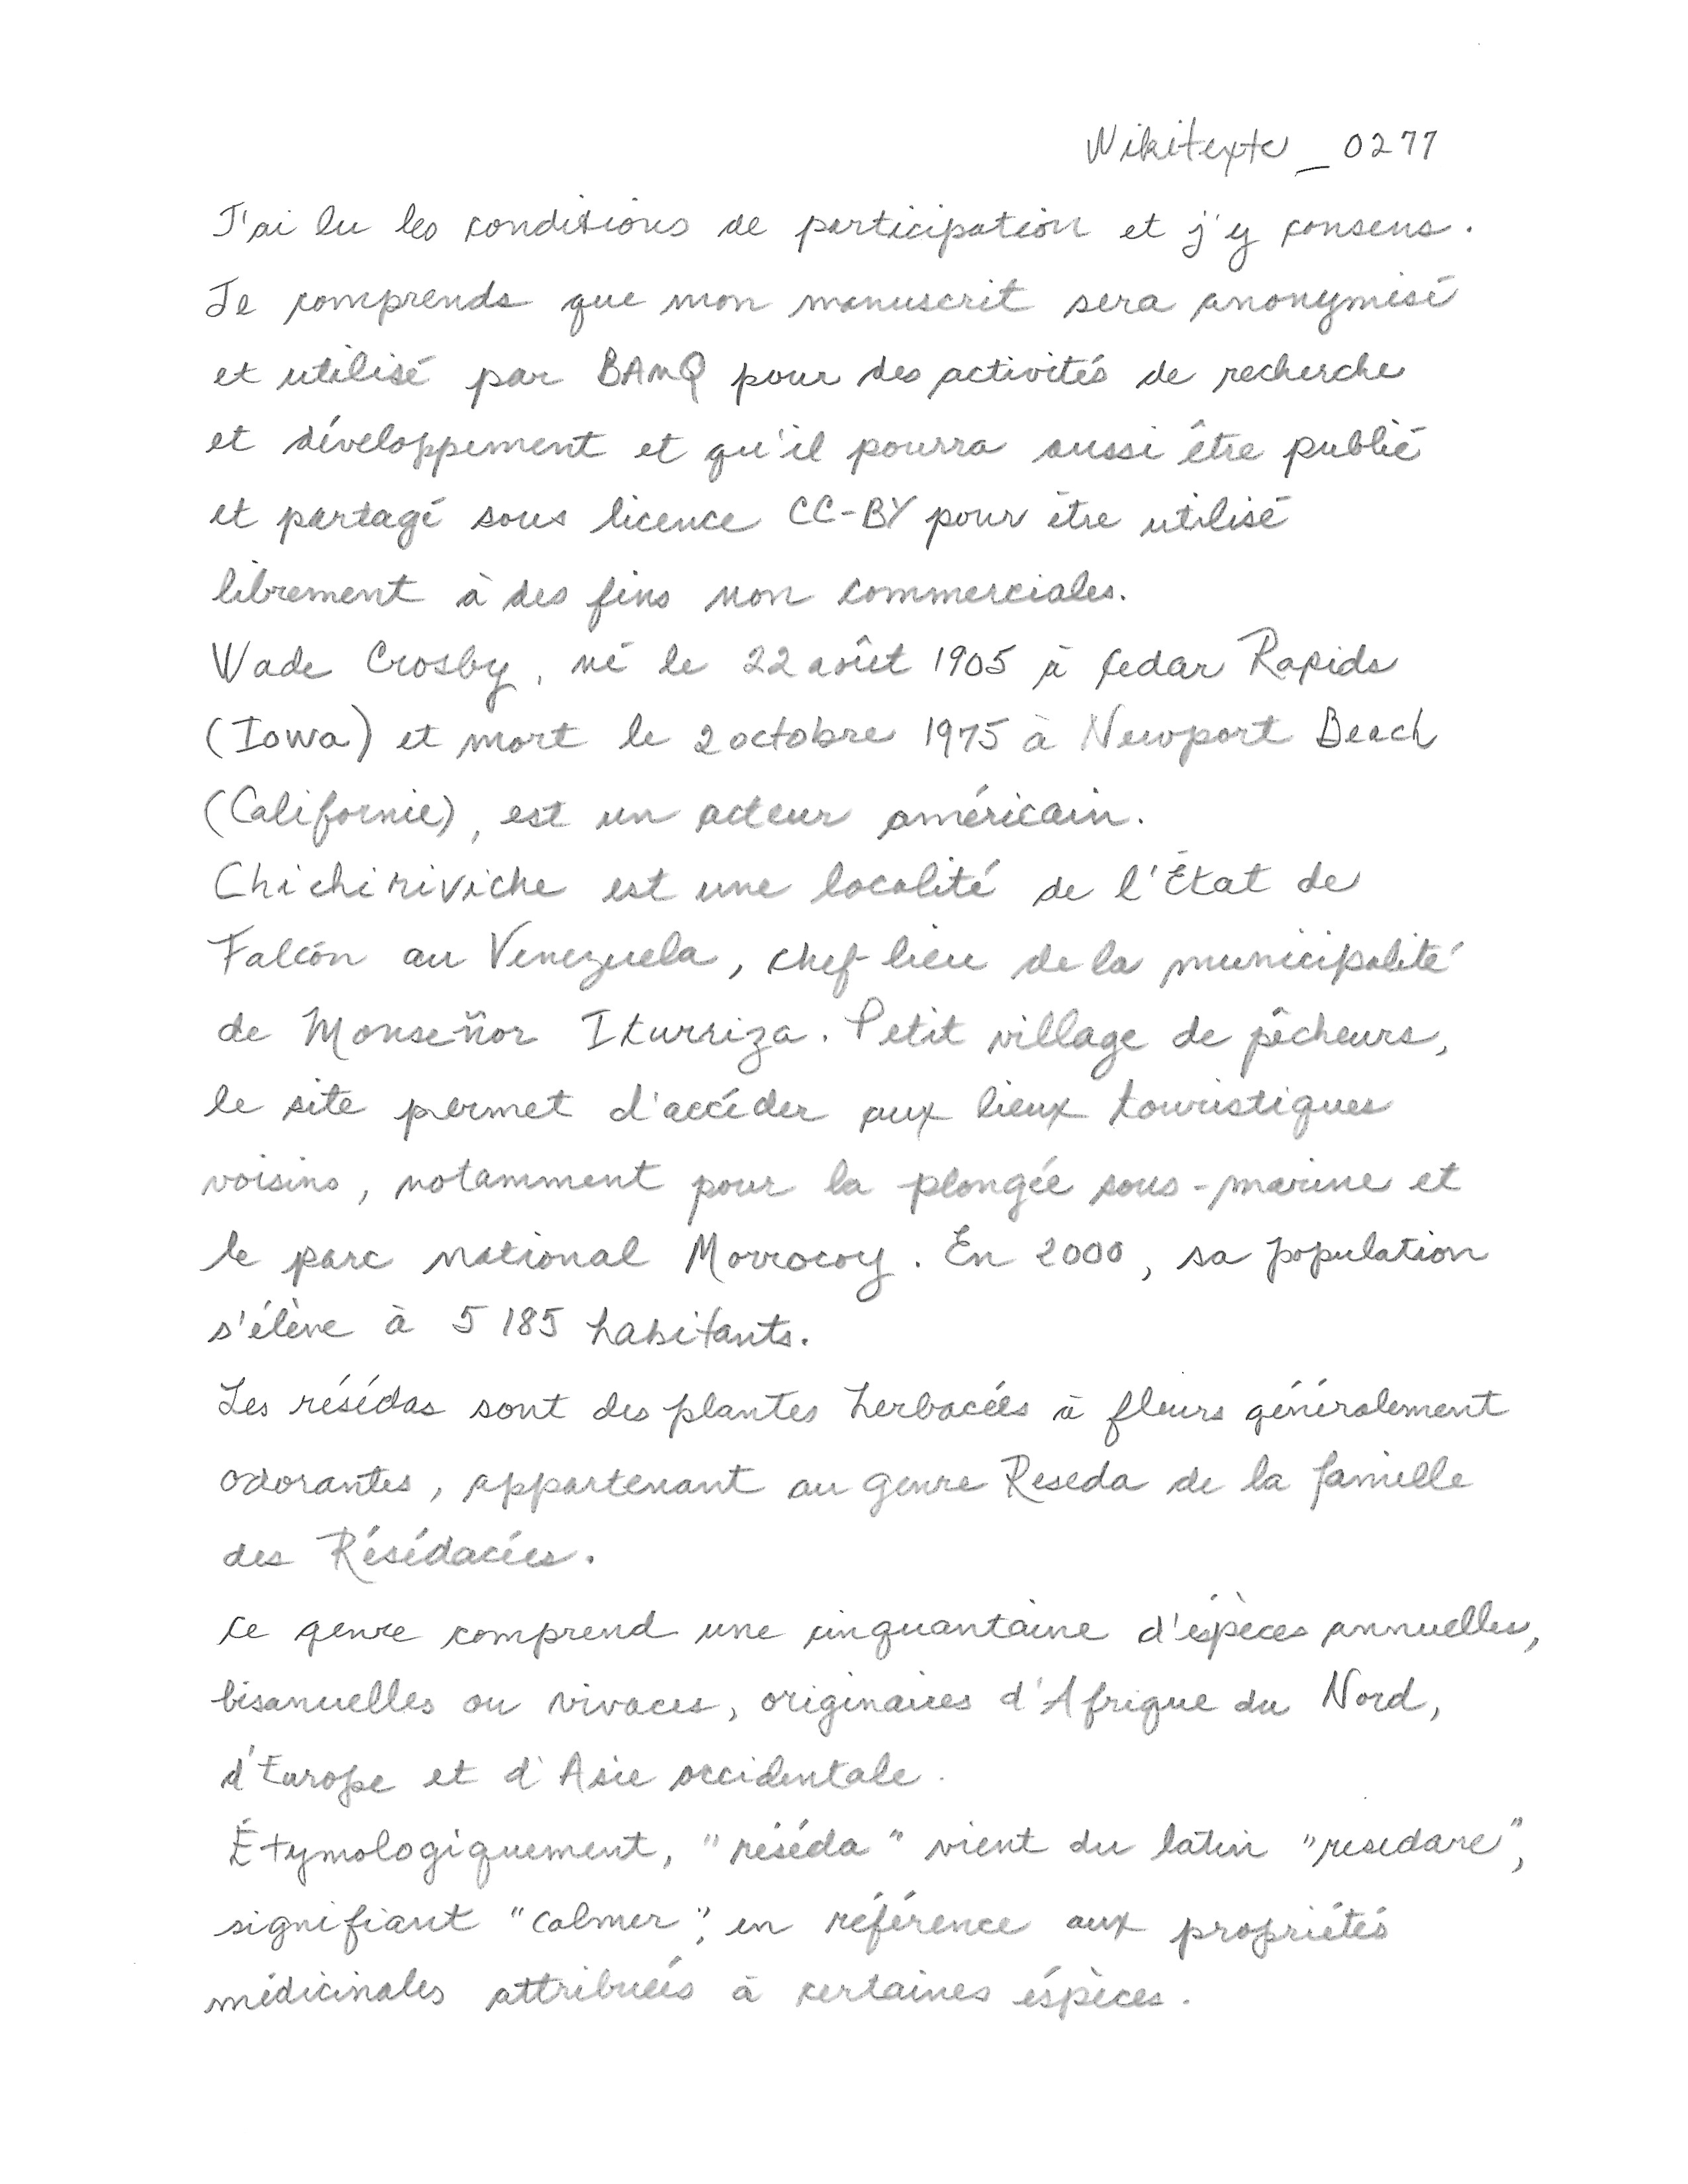 Wikitexte _ 0277
J'ai lu les conditions de participation et j'y consens.
Je comprends que mon manuscrit sera anonymisé
et utilisé par BAnQ pour des activités de recherche
et développement et qu'il pourra aussi être publié
et partagé sous licence CC-BY pour être utilisé
librement à des fins non commerciales.
Wade Crosby, né le 22 août 1905 à Cedar Rapids
(Iowa) et mort le 2 octobre 1975 à Newport Beach
(Californie), est un acteur américain.
Chichiriviche est une localité de l'État de
Falcón au Venezuela, chef lieu de la municipalité
de Monseñor Iturriza. Petit village de pêcheurs,
le site permet d'accéder aux lieux touristiques
voisins, notamment pour la plongée sous-marine et
le parc national Morrocoy. En 2000, sa population
s'élève à 5 185 habitants.
Les résédas sont des plantes herbacées à fleurs généralement
odorantes, appartenant au genre Reseda de la famille
des Résédacées.
Ce genre comprend une cinquantaine d'éspèces annuelles,
bisanuelles ou vivaces, originaires d'Afrique du Nord,
d'Europe et d'Asie occidentale.
Étymologiquement, "réséda" vient du latin "resedare",
signifiant "calmer", en référence aux propriétés
médicinales attribuées à certaines éspèces.